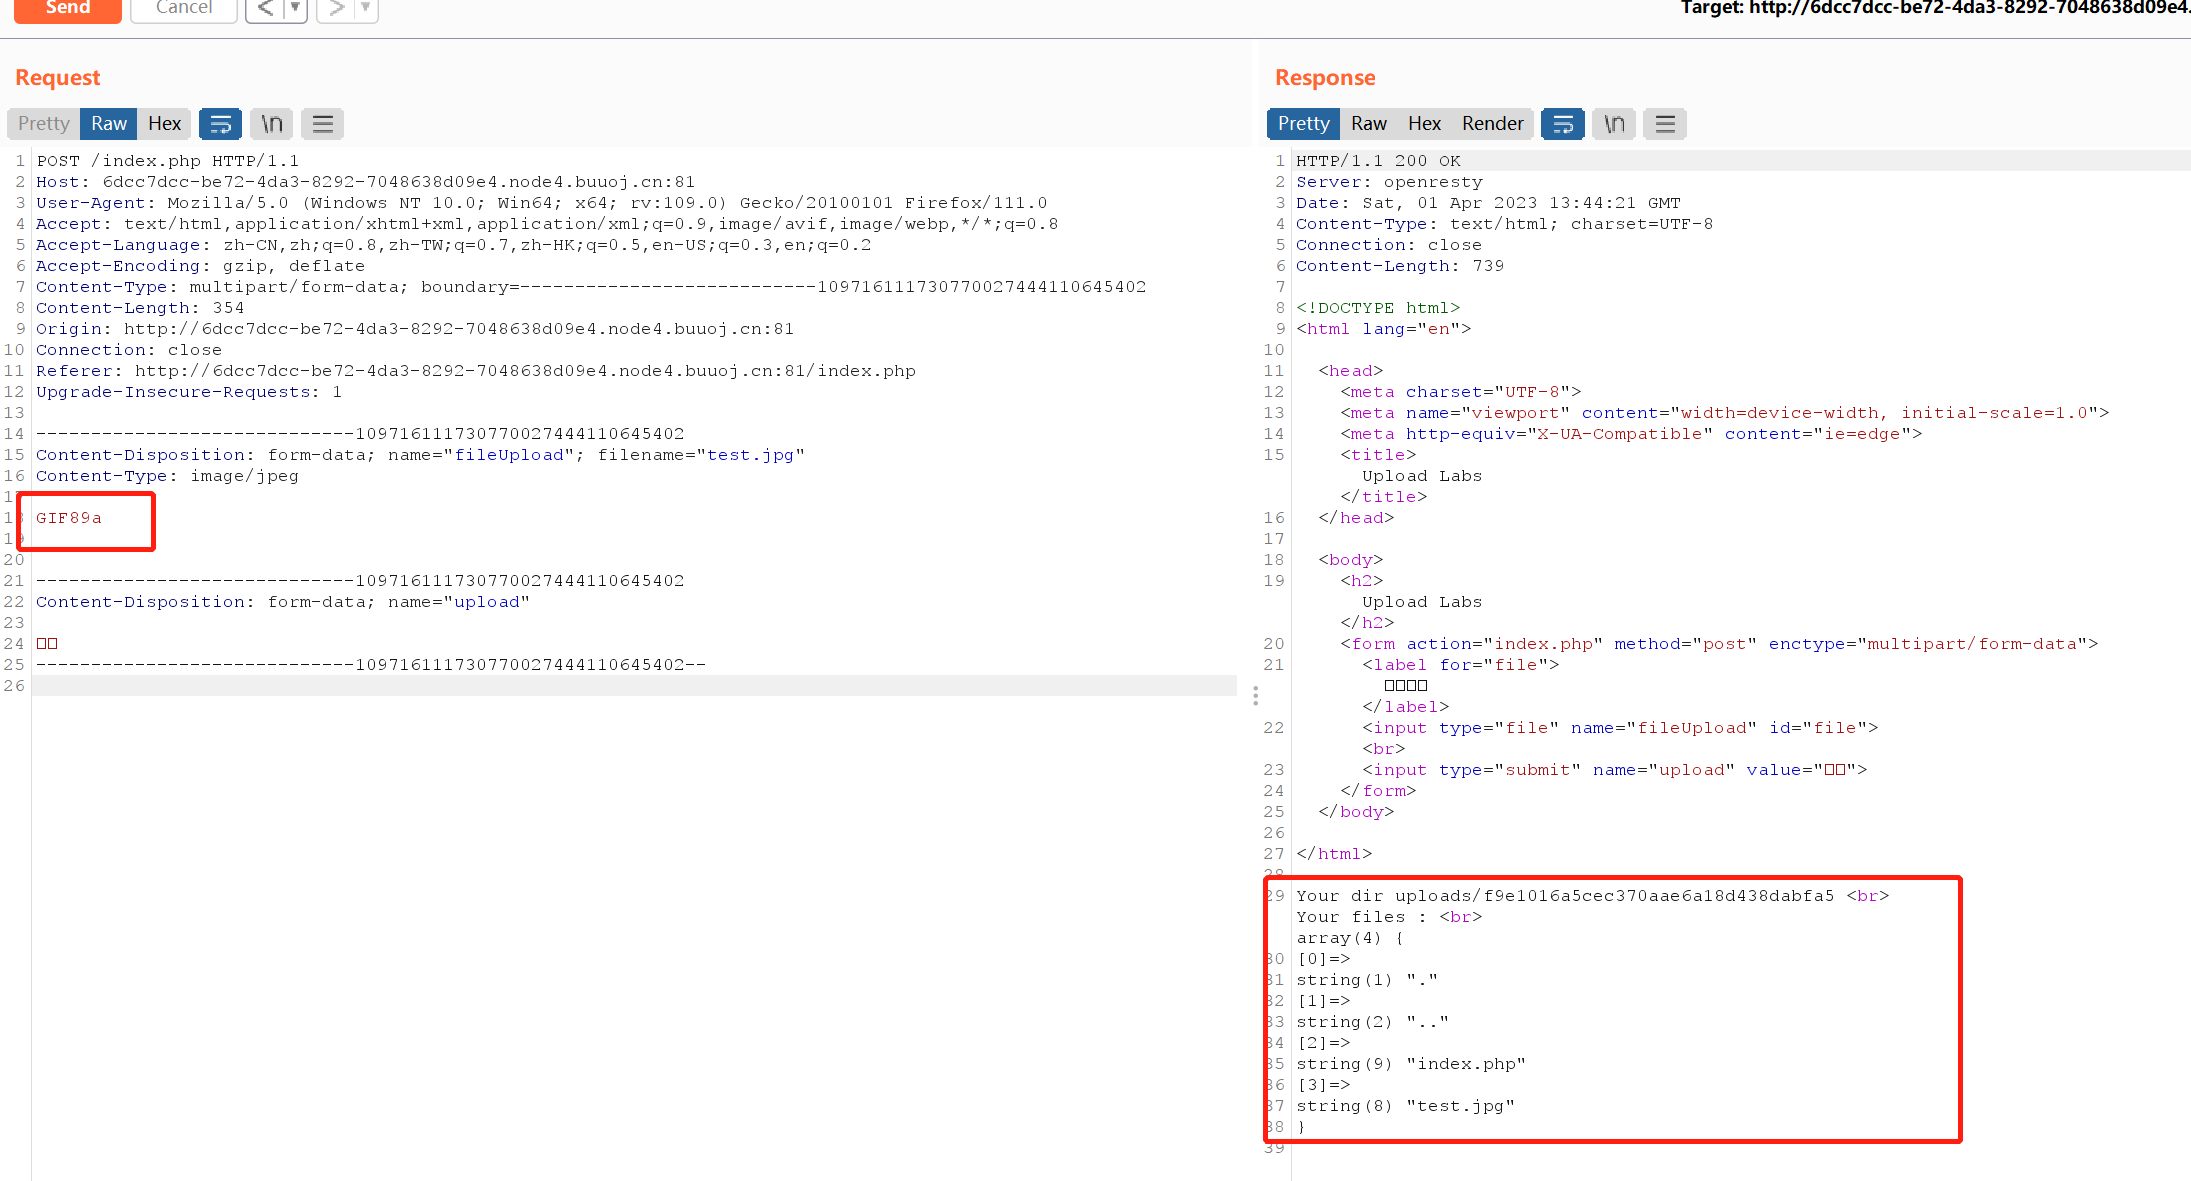 Send
Cancel
<
>
Target: http://6dcc7dcc-be72-4da3-8292-7048638d09e4.
Request
Pretty Raw Hex \n
1 POST /index.php HTTP/1.1
2 Host: 6dcc7dcc-be72-4da3-8292-7048638d09e4.node4.buuoj.cn:81
3 User-Agent: Mozilla/5.0 (Windows NT 10.0; Win64; x64; rv:109.0) Gecko/20100101 Firefox/111.0
4 Accept: text/html,application/xhtml+xml,application/xml;q=0.9,image/avif,image/webp,*/*;q=0.8
5 Accept-Language: zh-CN,zh;q=0.8,zh-TW;q=0.7,zh-HK;q=0.5,en-US;q=0.3,en;q=0.2
6 Accept-Encoding: gzip, deflate
7 Content-Type: multipart/form-data; boundary=---------------------------109716111730770027444110645402
8 Content-Length: 354
9 Origin: http://6dcc7dcc-be72-4da3-8292-7048638d09e4.node4.buuoj.cn:81
10 Connection: close
11 Referer: http://6dcc7dcc-be72-4da3-8292-7048638d09e4.node4.buuoj.cn:81/index.php
12 Upgrade-Insecure-Requests: 1
13
14 -----------------------------109716111730770027444110645402
15 Content-Disposition: form-data; name="fileUpload"; filename="test.jpg"
16 Content-Type: image/jpeg
17
18 GIF89a
19
20
21 -----------------------------109716111730770027444110645402
22 Content-Disposition: form-data; name="upload"
23
24 □□
25 -----------------------------109716111730770027444110645402--
26
Response
Pretty Raw Hex Render \n
1 HTTP/1.1 200 OK
2 Server: openresty
3 Date: Sat, 01 Apr 2023 13:44:21 GMT
4 Content-Type: text/html; charset=UTF-8
5 Connection: close
6 Content-Length: 739
7
8 <!DOCTYPE html>
9 <html lang="en">
10
11 <head>
12 <meta charset="UTF-8">
13 <meta name="viewport" content="width=device-width, initial-scale=1.0">
14 <meta http-equiv="X-UA-Compatible" content="ie=edge">
15 <title>
Upload Labs
</title>
16 </head>
17
18 <body>
19 <h2>
Upload Labs
</h2>
20 <form action="index.php" method="post" enctype="multipart/form-data">
21 <label for="file">
□□□□
</label>
22 <input type="file" name="fileUpload" id="file">
<br>
23 <input type="submit" name="upload" value="□□">
24 </form>
25 </body>
26
27 </html>
28
29 Your dir uploads/f9e1016a5cec370aae6a18d438dabfa5 <br>
Your files : <br>
array(4) {
30 [0]=>
31 string(1) "."
32 [1]=>
33 string(2) ".."
34 [2]=>
35 string(9) "index.php"
36 [3]=>
37 string(8) "test.jpg"
38 }
39